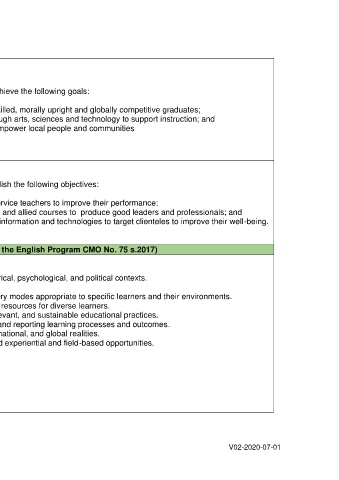 hieve the following goals:
illed, morally upright and globally competitive graduates;
ugh arts, sciences and technology to support instruction; and
mpower local people and communities
lish the following objectives:
rvice teachers to improve their performance;
and allied courses to produce good leaders and professionals; and
information and technologies to target clienteles to improve their well-being.
the English Program CMO No. 75 s.2017)
ical, psychological, and political contexts.
ry modes appropriate to specific learners and their environments.
resources for diverse learners.
evant, and sustainable educational practices.
and reporting learning processes and outcomes.
national, and global realities.
d experiential and field-based opportunities.
V02-2020-07-01